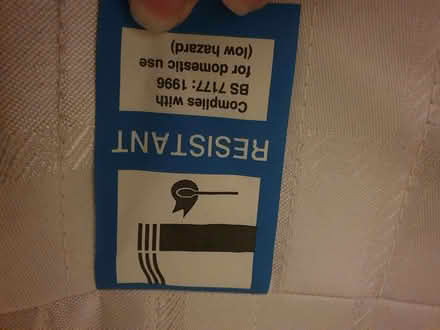 RESISTANT
Complies with
BS 7177: 1996
for domestic use
(low hazard)